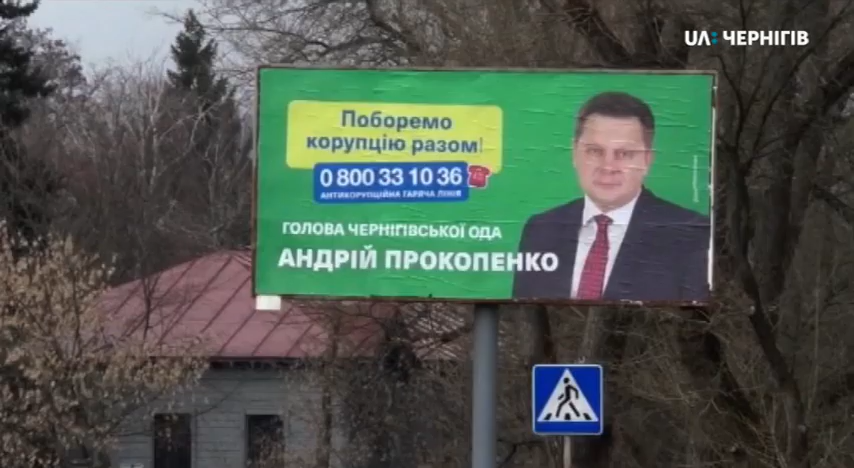 UA: ЧЕРНІГІВ
Поборемо
корупцію разом!
0 800 33 10 36
АНТИКОРУПЦІЙНА ГАРЯЧА ЛІНІЯ
ГОЛОВА ЧЕРНІГІВСЬКОЇ ОДА
АНДРІЙ ПРОКОПЕНКО